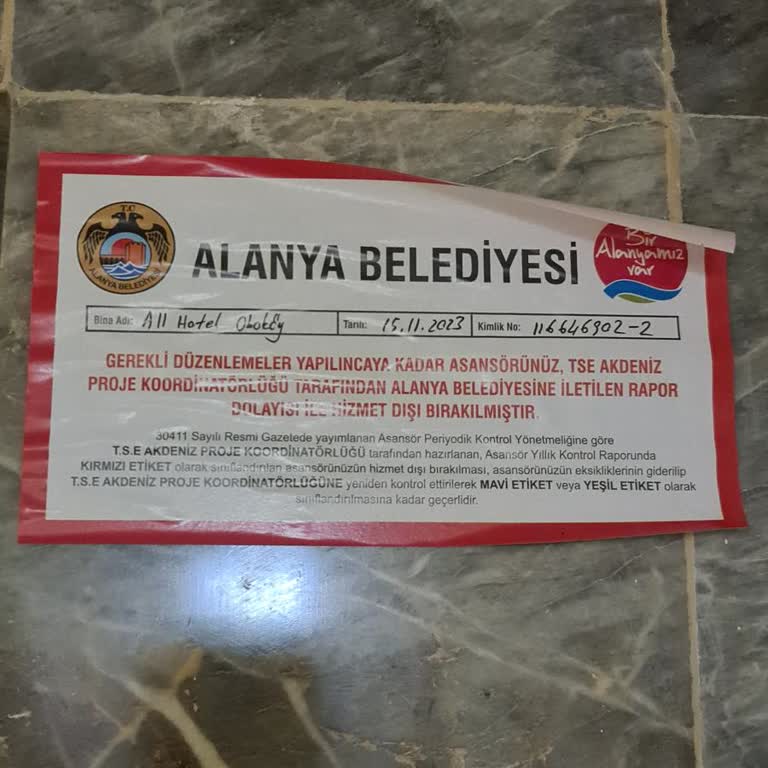 T.C
ALANYA BELEDİYESİ
ALANYA BELEDİYESİ
Bir
Alanyamız
var
Bina Adı: All Hotel Obaköy Tarih: 15.11.2023 Kimlik No: 116646902-2
GEREKLİ DÜZENLEMELER YAPILINCAYA KADAR ASANSÖRÜNÜZ, TSE AKDENİZ
PROJE KOORDİNATÖRLÜĞÜ TARAFINDAN ALANYA BELEDİYESİNE İLETİLEN RAPOR
DOLAYISI İLE HİZMET DIŞI BIRAKILMIŞTIR.
30411 Sayılı Resmi Gazetede yayımlanan Asansör Periyodik Kontrol Yönetmeliğine göre
T.S.E AKDENİZ PROJE KOORDİNATÖRLÜĞÜ tarafından hazırlanan, Asansör Yıllık Kontrol Raporunda
KIRMIZI ETİKET olarak sınıflandırılan asansörünüzün hizmet dışı bırakılması, asansörünüzün eksikliklerinin giderilip
T.S.E AKDENİZ PROJE KOORDİNATÖRLÜĞÜNE yeniden kontrol ettirilerek MAVİ ETİKET veya YEŞİL ETİKET olarak
sınıflandırılmasına kadar geçerlidir.